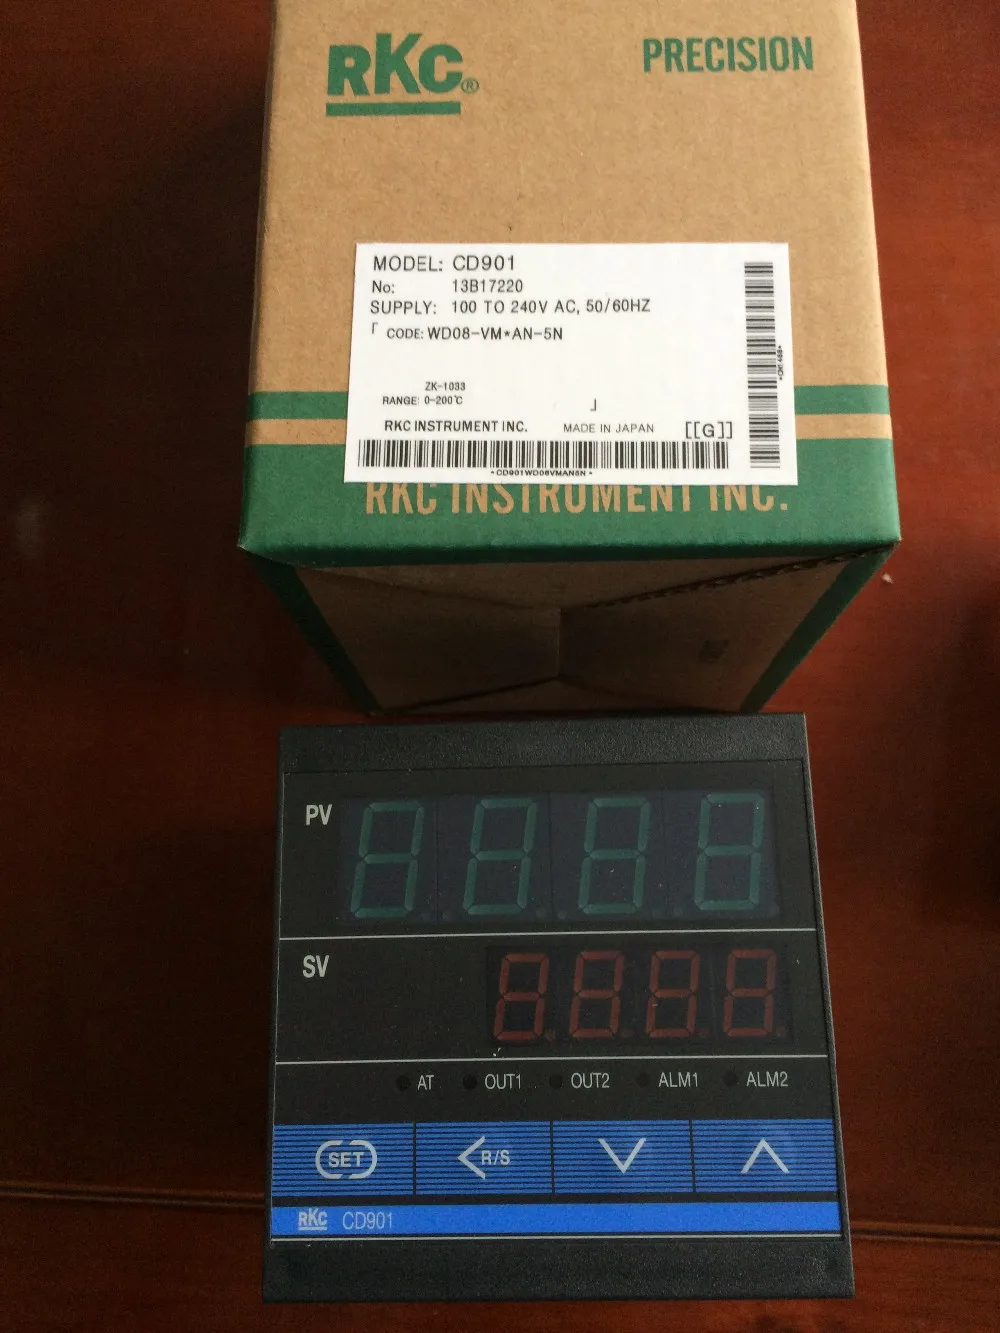 RKC®
PRECISION
MODEL: CD901
No: 13B17220
SUPPLY: 100 TO 240V AC, 50/60HZ
「 CODE: WD08-VM*AN-5N
ZK-1033
RANGE: 0-200℃
」
RKC INSTRUMENT INC. MADE IN JAPAN [[G]]
*CD901WD08VMAN5N*
RKC INSTRUMENT INC.
PV
SV
AT OUT1 OUT2 ALM1 ALM2
SET R/S
RKC CD901